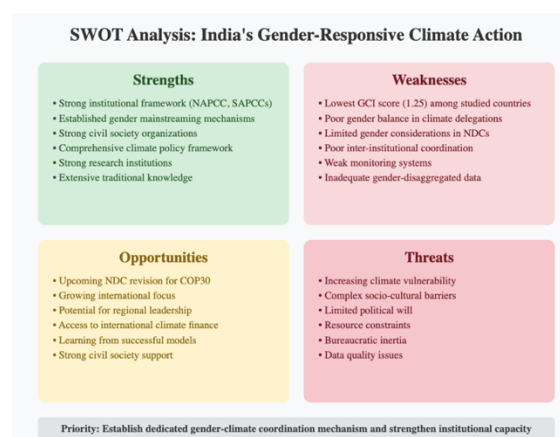 SWOT Analysis: India's Gender-Responsive Climate Action
Strengths
• Strong institutional framework (NAPCC, SAPCCs)
• Established gender mainstreaming mechanisms
• Strong civil society organizations
• Comprehensive climate policy framework
• Strong research institutions
• Extensive traditional knowledge
Weaknesses
• Lowest GCI score (1.25) among studied countries
• Poor gender balance in climate delegations
• Limited gender considerations in NDCs
• Poor inter-institutional coordination
• Weak monitoring systems
• Inadequate gender-disaggregated data
Opportunities
• Upcoming NDC revision for COP30
• Growing international focus
• Potential for regional leadership
• Access to international climate finance
• Learning from successful models
• Strong civil society support
Threats
• Increasing climate vulnerability
• Complex socio-cultural barriers
• Limited political will
• Resource constraints
• Bureaucratic inertia
• Data quality issues
Priority: Establish dedicated gender-climate coordination mechanism and strengthen institutional capacity